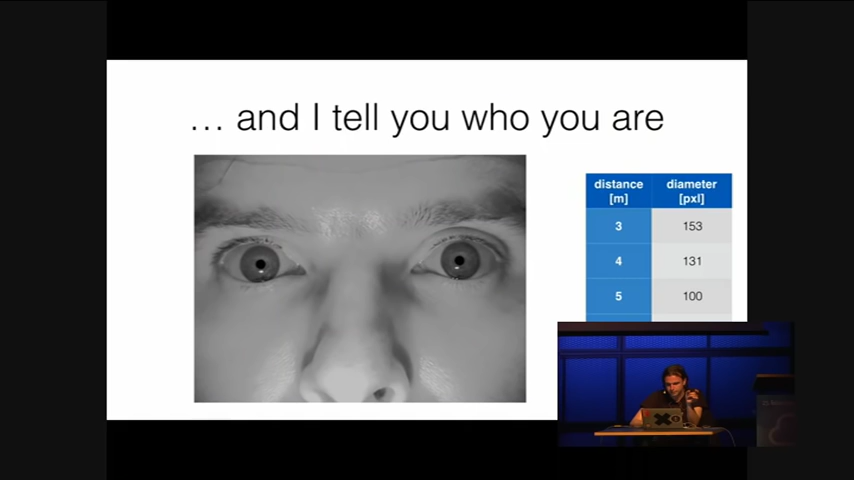 ... and I tell you who you are
distance [m] diameter [pxl]
3 153
4 131
5 100